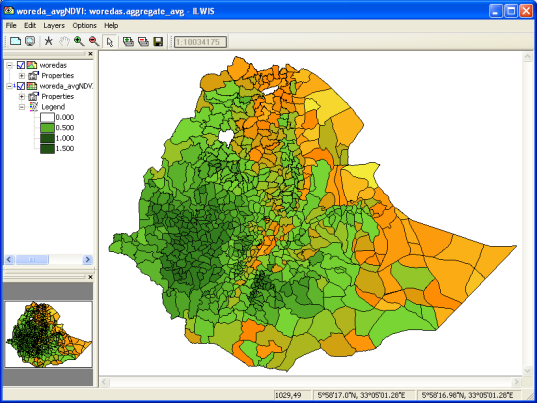 woreda_avgNDVI: woredas.aggregate_avg - ILWIS
File Edit Layers Options Help
1:10034175
woredas
Properties
woreda_avgNDV
Properties
Legend
0.000
0.500
1.000
1.500
1029,49 5°58'17.0"N, 33°05'01.28"E 5°58'16.98"N, 33°05'01.28"E